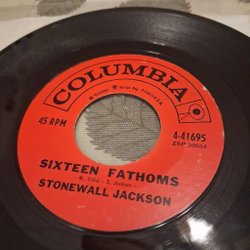 COLUMBIA
45 RPM
4-41695
SIXTEEN FATHOMS
STONEWALL JACKSON